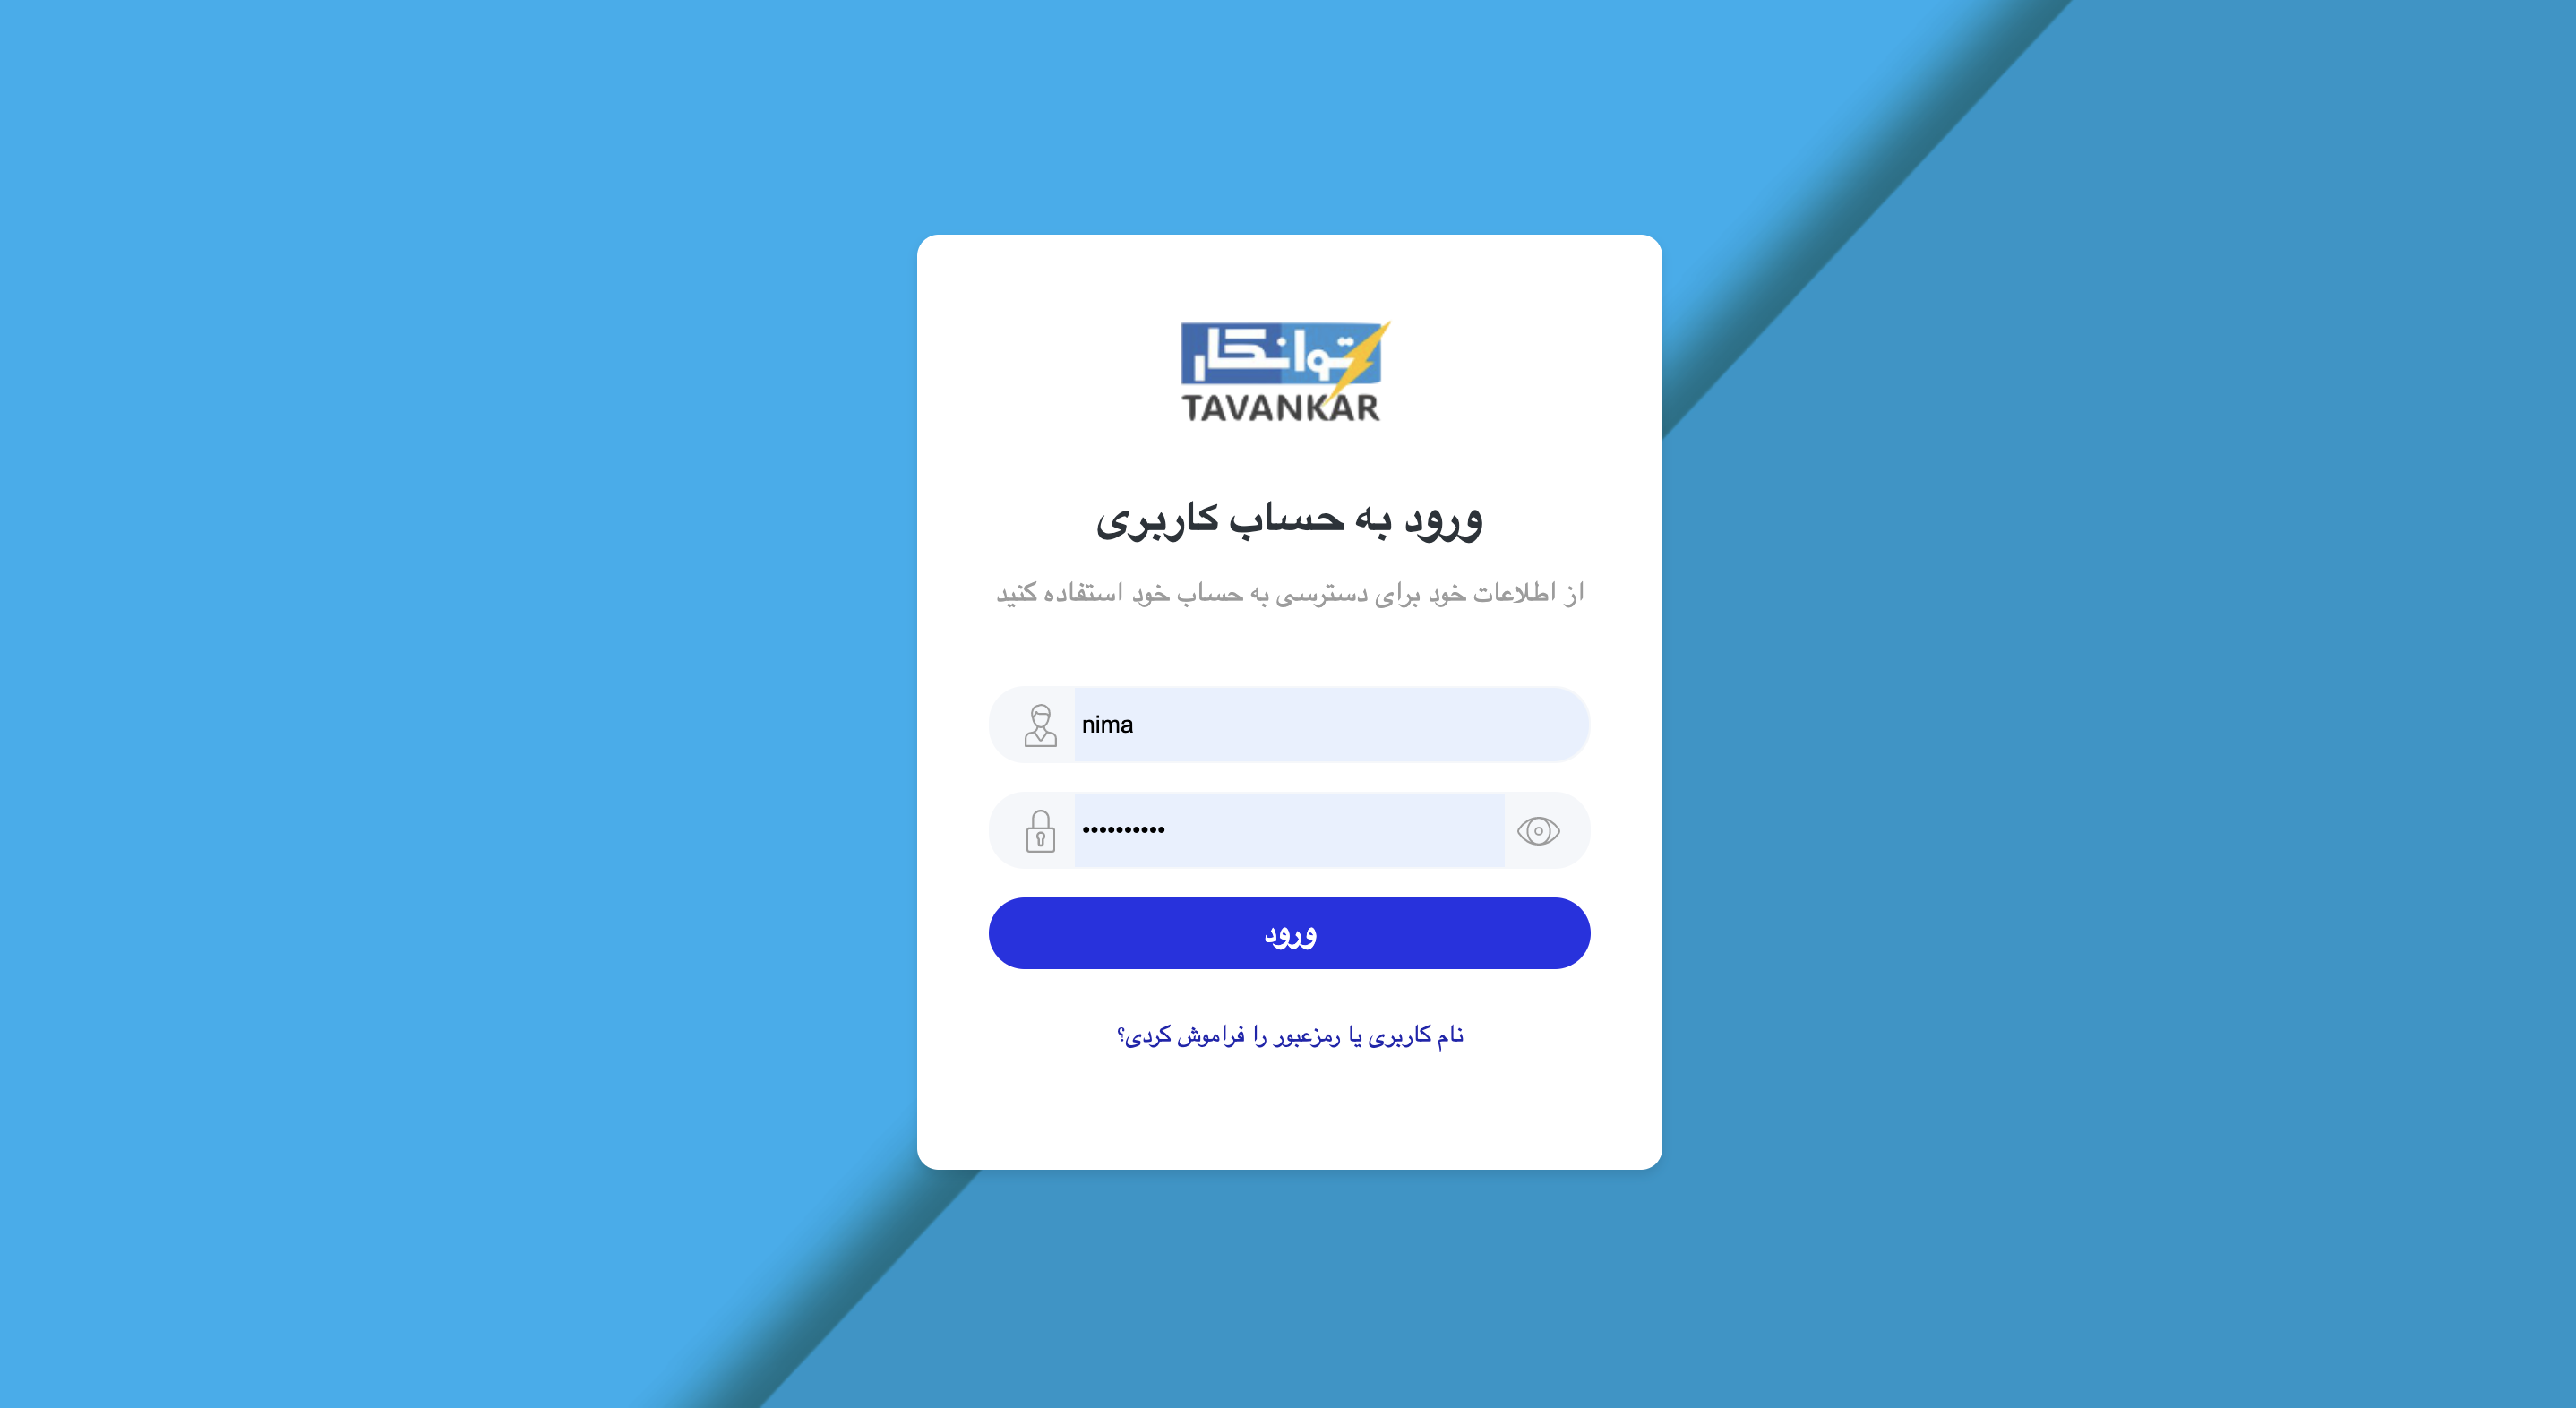 توانکار
TAVANKAR
ورود به حساب کاربری
از اطلاعات خود برای دسترسی به حساب خود استفاده کنید
nima
••••••••••
ورود
نام کاربری یا رمزعبور را فراموش کردی؟